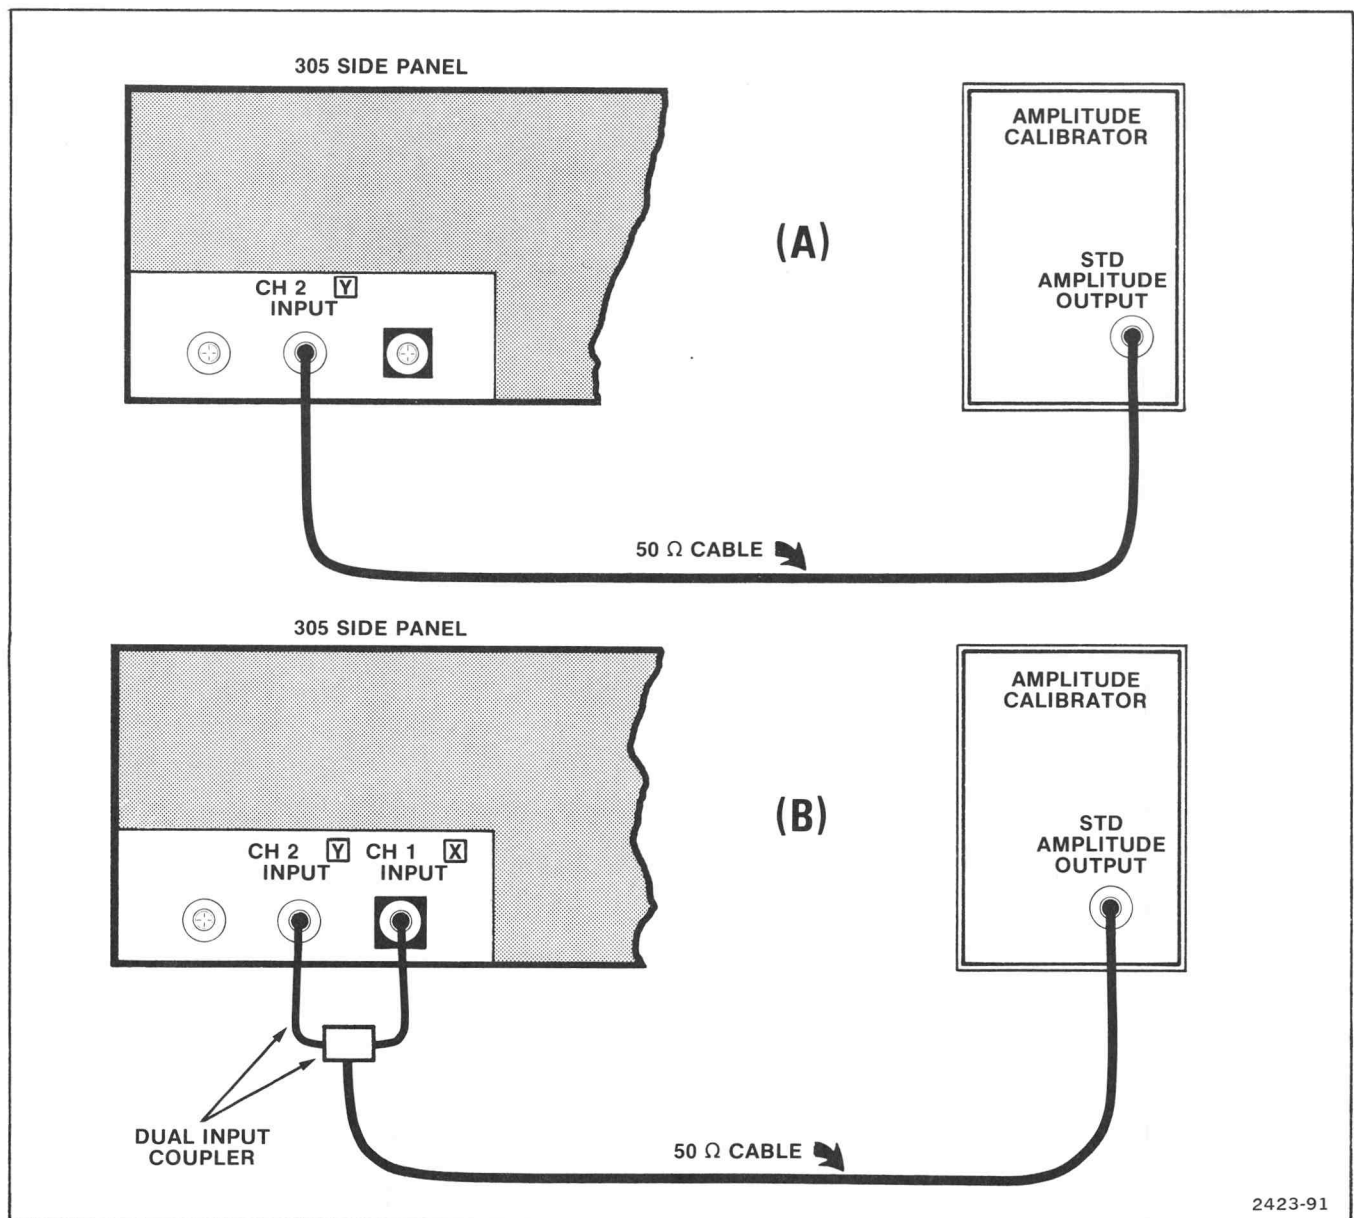 305 SIDE PANEL
AMPLITUDE
CALIBRATOR
(A)
STD
AMPLITUDE
OUTPUT
CH 2 Y
INPUT
50 Ω CABLE
305 SIDE PANEL
AMPLITUDE
CALIBRATOR
(B)
STD
AMPLITUDE
OUTPUT
CH 2 Y CH 1 X
INPUT INPUT
DUAL INPUT
COUPLER
50 Ω CABLE
2423-91